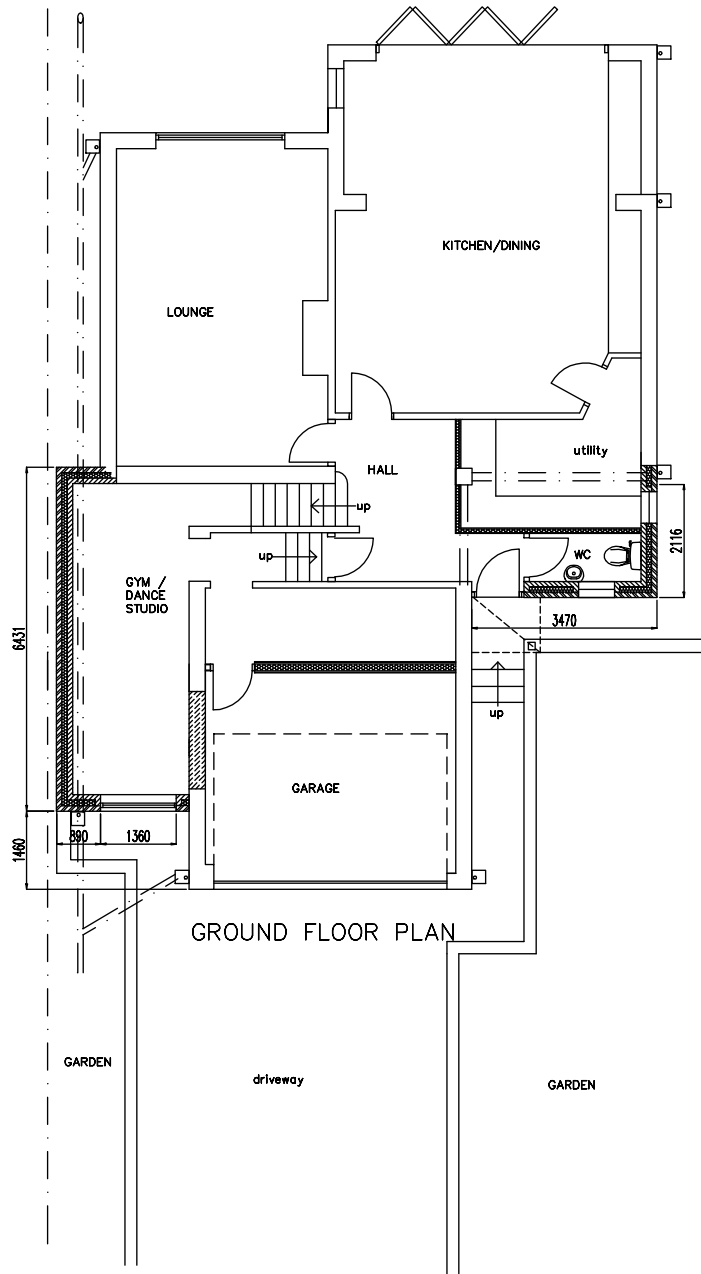 KITCHEN/DINING
LOUNGE
utility
HALL
up
2116
up
WC
GYM /
DANCE
STUDIO
3470
6431
up
GARAGE
890
1360
1460
GROUND FLOOR PLAN
GARDEN
driveway
GARDEN